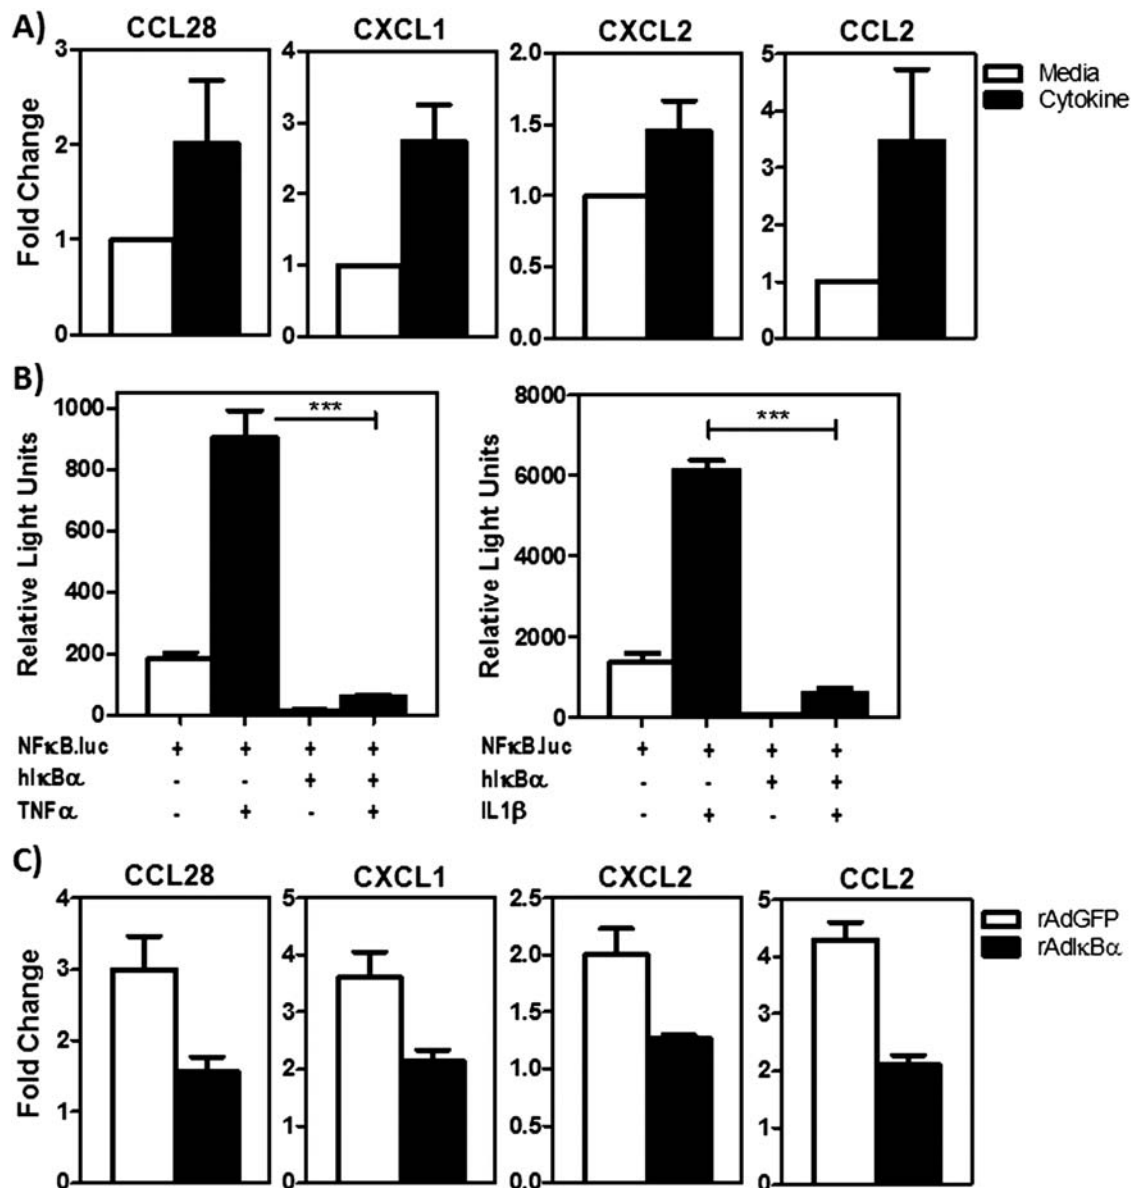 A)
CCL28 CXCL1 CXCL2 CCL2
Fold Change
3
2
1
0
4
3
2
1
0
2.0
1.5
1.0
0.5
0.0
5
4
3
2
1
0
Media
Cytokine
B)
Relative Light Units
1000
800
600
400
200
0
***
NFκB.luc + + + +
hIκBα - - + +
TNFα - + - +
Relative Light Units
8000
6000
4000
2000
0
***
NFκB.luc + + + +
hIκBα - - + +
IL1β - + - +
C)
CCL28 CXCL1 CXCL2 CCL2
Fold Change
4
3
2
1
0
5
4
3
2
1
0
2.5
2.0
1.5
1.0
0.5
0.0
5
4
3
2
1
0
rAdGFP
rAdIκBα